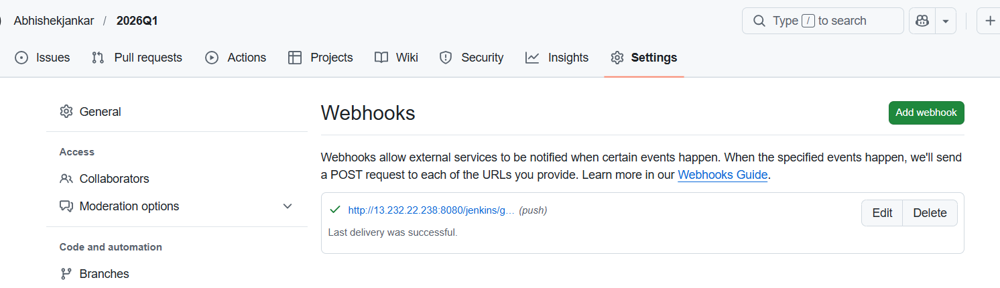 Abhishekjankar / 2026Q1
Type / to search
Issues Pull requests Actions Projects Wiki Security Insights Settings
General
Access
Collaborators
Moderation options
Code and automation
Branches
Webhooks
Add webhook
Webhooks allow external services to be notified when certain events happen. When the specified events happen, we'll send
a POST request to each of the URLs you provide. Learn more in our Webhooks Guide.
http://13.232.22.238:8080/jenkins/g… (push)
Edit Delete
Last delivery was successful.